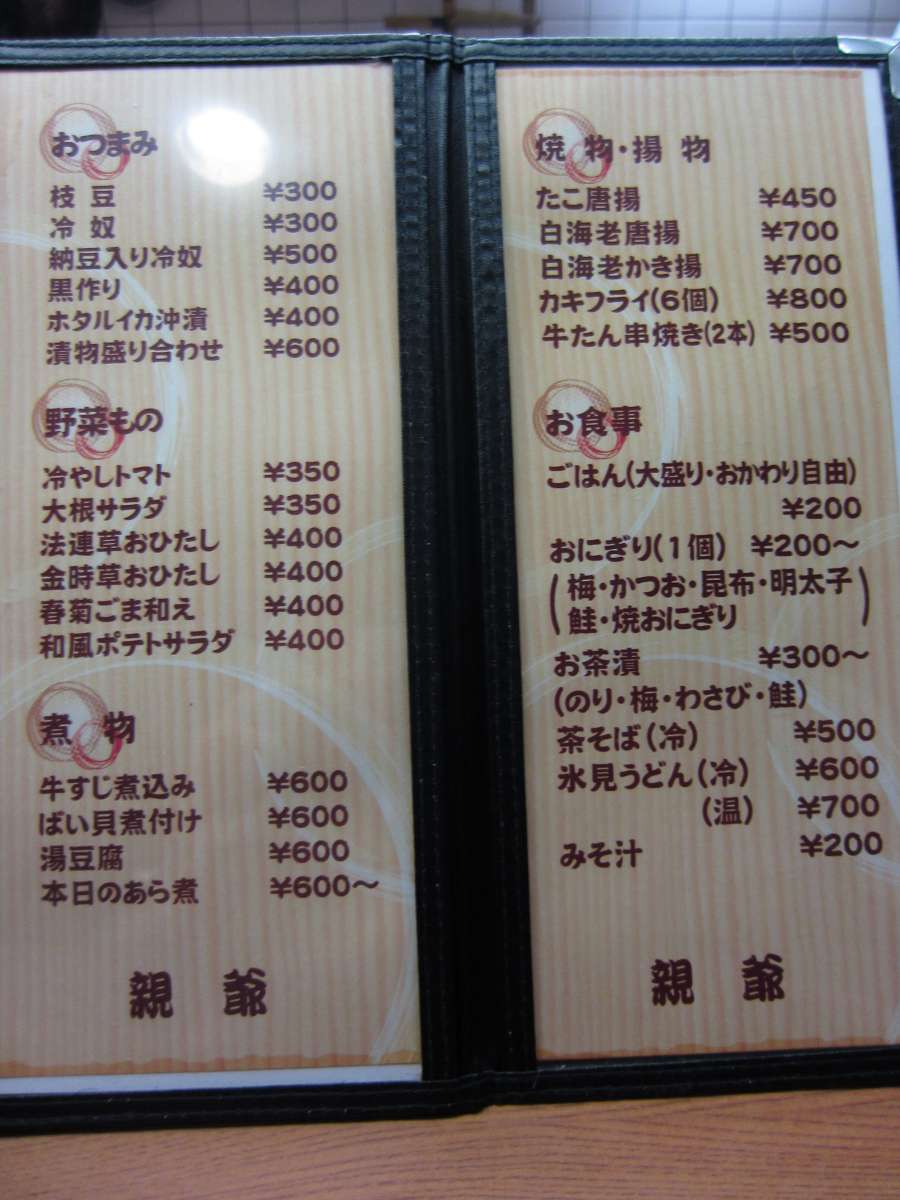 おつまみ
枝豆 ¥300
冷奴 ¥300
納豆入り冷奴 ¥500
黒作り ¥400
ホタルイカ沖漬 ¥400
漬物盛り合わせ ¥600
野菜もの
冷やしトマト ¥350
大根サラダ ¥350
法連草おひたし ¥400
金時草おひたし ¥400
春菊ごま和え ¥400
和風ポテトサラダ ¥400
煮物
牛すじ煮込み ¥600
ばい貝煮付け ¥600
湯豆腐 ¥600
本日のあら煮 ¥600～
親爺
焼物・揚物
たこ唐揚 ¥450
白海老唐揚 ¥700
白海老かき揚 ¥700
カキフライ(6個) ¥800
牛たん串焼き(2本) ¥500
お食事
ごはん(大盛り・おかわり自由)
¥200
おにぎり(1個) ¥200～
(梅・かつお・昆布・明太子
鮭・焼おにぎり)
お茶漬 ¥300～
(のり・梅・わさび・鮭)
茶そば(冷) ¥500
氷見うどん(冷) ¥600
(温) ¥700
みそ汁 ¥200
親爺